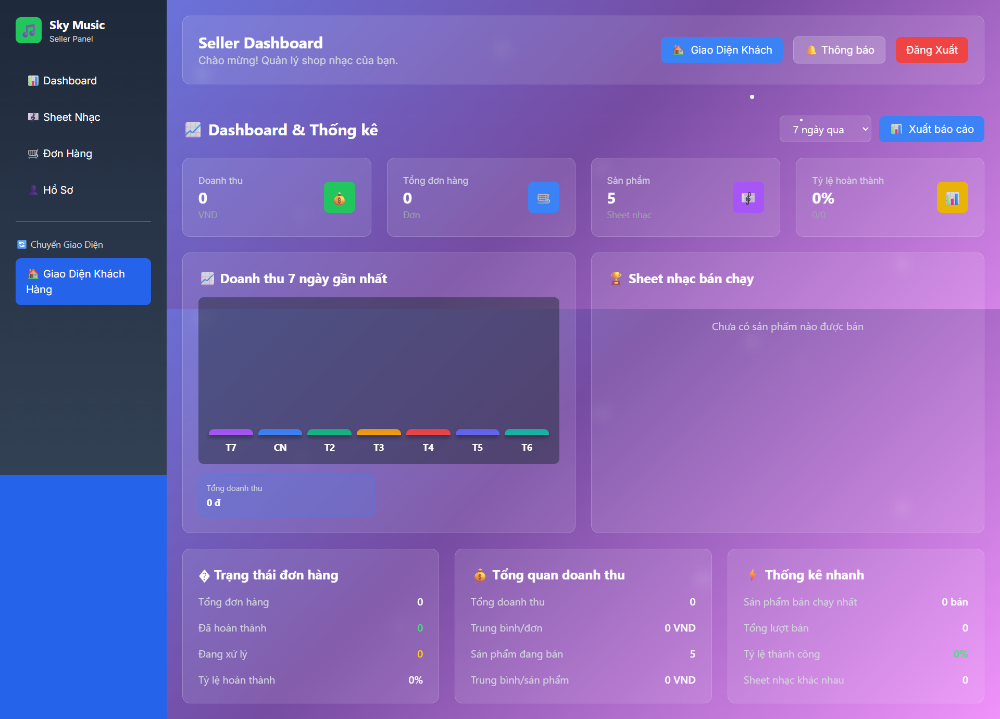 Sky Music
Seller Panel
Dashboard
Sheet Nhạc
Đơn Hàng
Hồ Sơ
Chuyển Giao Diện
Giao Diện Khách
Hàng
Seller Dashboard
Chào mừng! Quản lý shop nhạc của bạn.
Giao Diện Khách
Thông báo
Đăng Xuất
Dashboard & Thống kê
7 ngày qua
Xuất báo cáo
Doanh thu
0
VND
Tổng đơn hàng
0
Đơn
Sản phẩm
5
Sheet nhạc
Tỷ lệ hoàn thành
0%
0/0
Doanh thu 7 ngày gần nhất
T7 CN T2 T3 T4 T5 T6
Tổng doanh thu
0 đ
Sheet nhạc bán chạy
Chưa có sản phẩm nào được bán
� Trạng thái đơn hàng
Tổng đơn hàng 0
Đã hoàn thành 0
Đang xử lý 0
Tỷ lệ hoàn thành 0%
Tổng quan doanh thu
Tổng doanh thu 0
Trung bình/đơn 0 VND
Sản phẩm đang bán 5
Trung bình/sản phẩm 0 VND
Thống kê nhanh
Sản phẩm bán chạy nhất 0 bán
Tổng lượt bán 0
Tỷ lệ thành công 0%
Sheet nhạc khác nhau 0